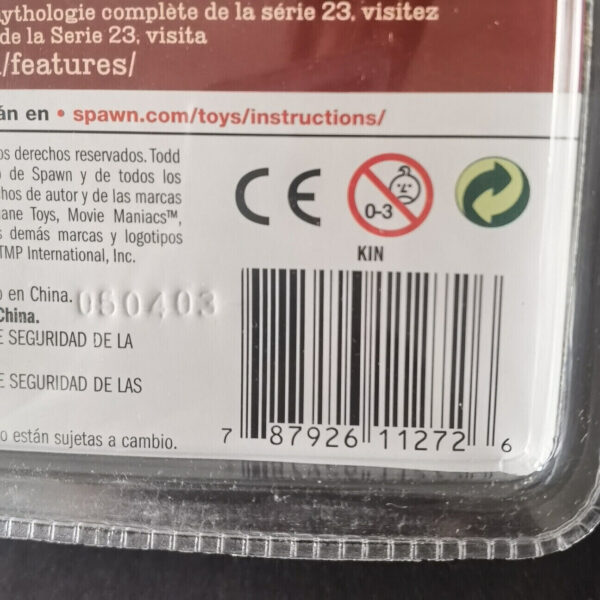 ythologie complète de la série 23, visitez
de la Serie 23, visita
/features/
án en • spawn.com/toys/instructions/
os derechos reservados. Todd
de Spawn y de todos los
chos de autor y de las marcas
ane Toys, Movie Maniacs™,
demás marcas y logotipos
TMP International, Inc.
CE
0-3
KIN
o en China.
050403
China.
E SEGURIDAD DE LA
E SEGURIDAD DE LAS
o están sujetas a cambio.
7 87926 11272 6